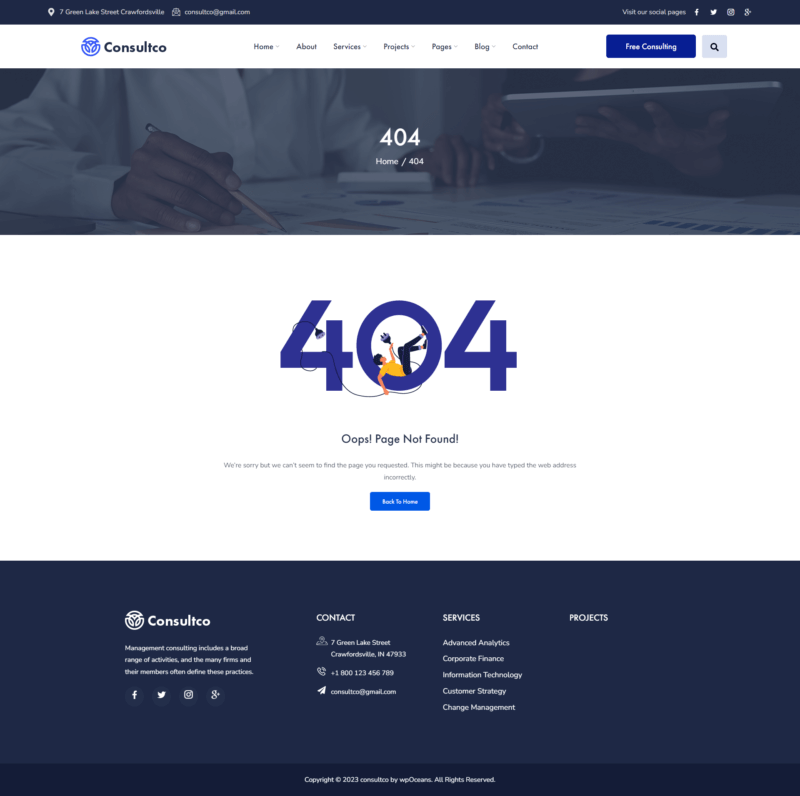 7 Green Lake Street Crawfordsville consultco@gmail.com Visit our social pages
Consultco Home About Services Projects Pages Blog Contact Free Consulting
404
Home / 404
404
Oops! Page Not Found!
We're sorry but we can't seem to find the page you requested. This might be because you have typed the web address
incorrectly.
Back To Home
Consultco
Management consulting includes a broad
range of activities, and the many firms and
their members often define these practices.
CONTACT
7 Green Lake Street
Crawfordsville, IN 47933
+1 800 123 456 789
consultco@gmail.com
SERVICES
Advanced Analytics
Corporate Finance
Information Technology
Customer Strategy
Change Management
PROJECTS
Copyright © 2023 consultco by wpOceans. All Rights Reserved.